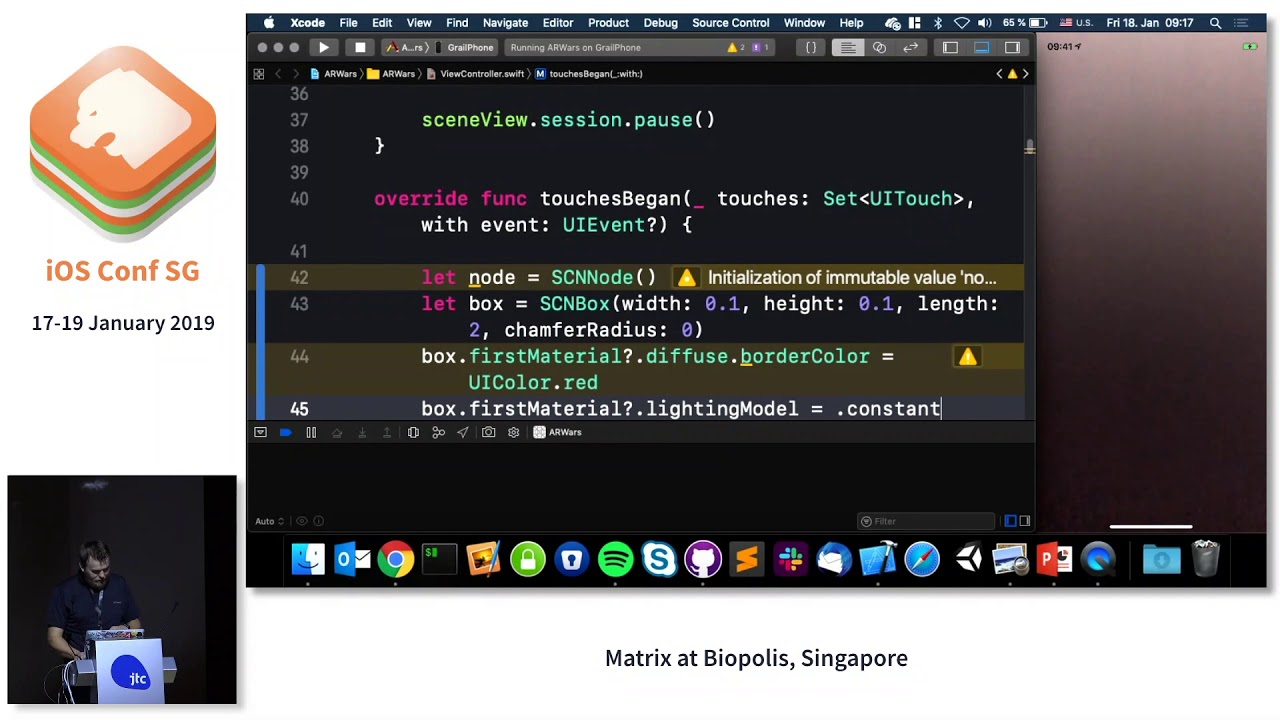 iOS Conf SG
17-19 January 2019
Xcode File Edit View Find Navigate Editor Product Debug Source Control Window Help 65 % U.S. Fri 18. Jan 09:17
A...rs 〉 GrailPhone Running ARWars on GrailPhone 2 1 {}
ARWars 〉 ARWars 〉 ViewController.swift 〉 M touchesBegan(_:with:)
09:41
36
37 sceneView.session.pause()
38 }
39
40 override func touchesBegan(_ touches: Set<UITouch>,
with event: UIEvent?) {
41
42 let node = SCNNode() Initialization of immutable value 'no...
43 let box = SCNBox(width: 0.1, height: 0.1, length:
2, chamferRadius: 0)
44 box.firstMaterial?.diffuse.borderColor =
UIColor.red
45 box.firstMaterial?.lightingModel = .constant
ARWars
Auto Filter
jtc
Matrix at Biopolis, Singapore